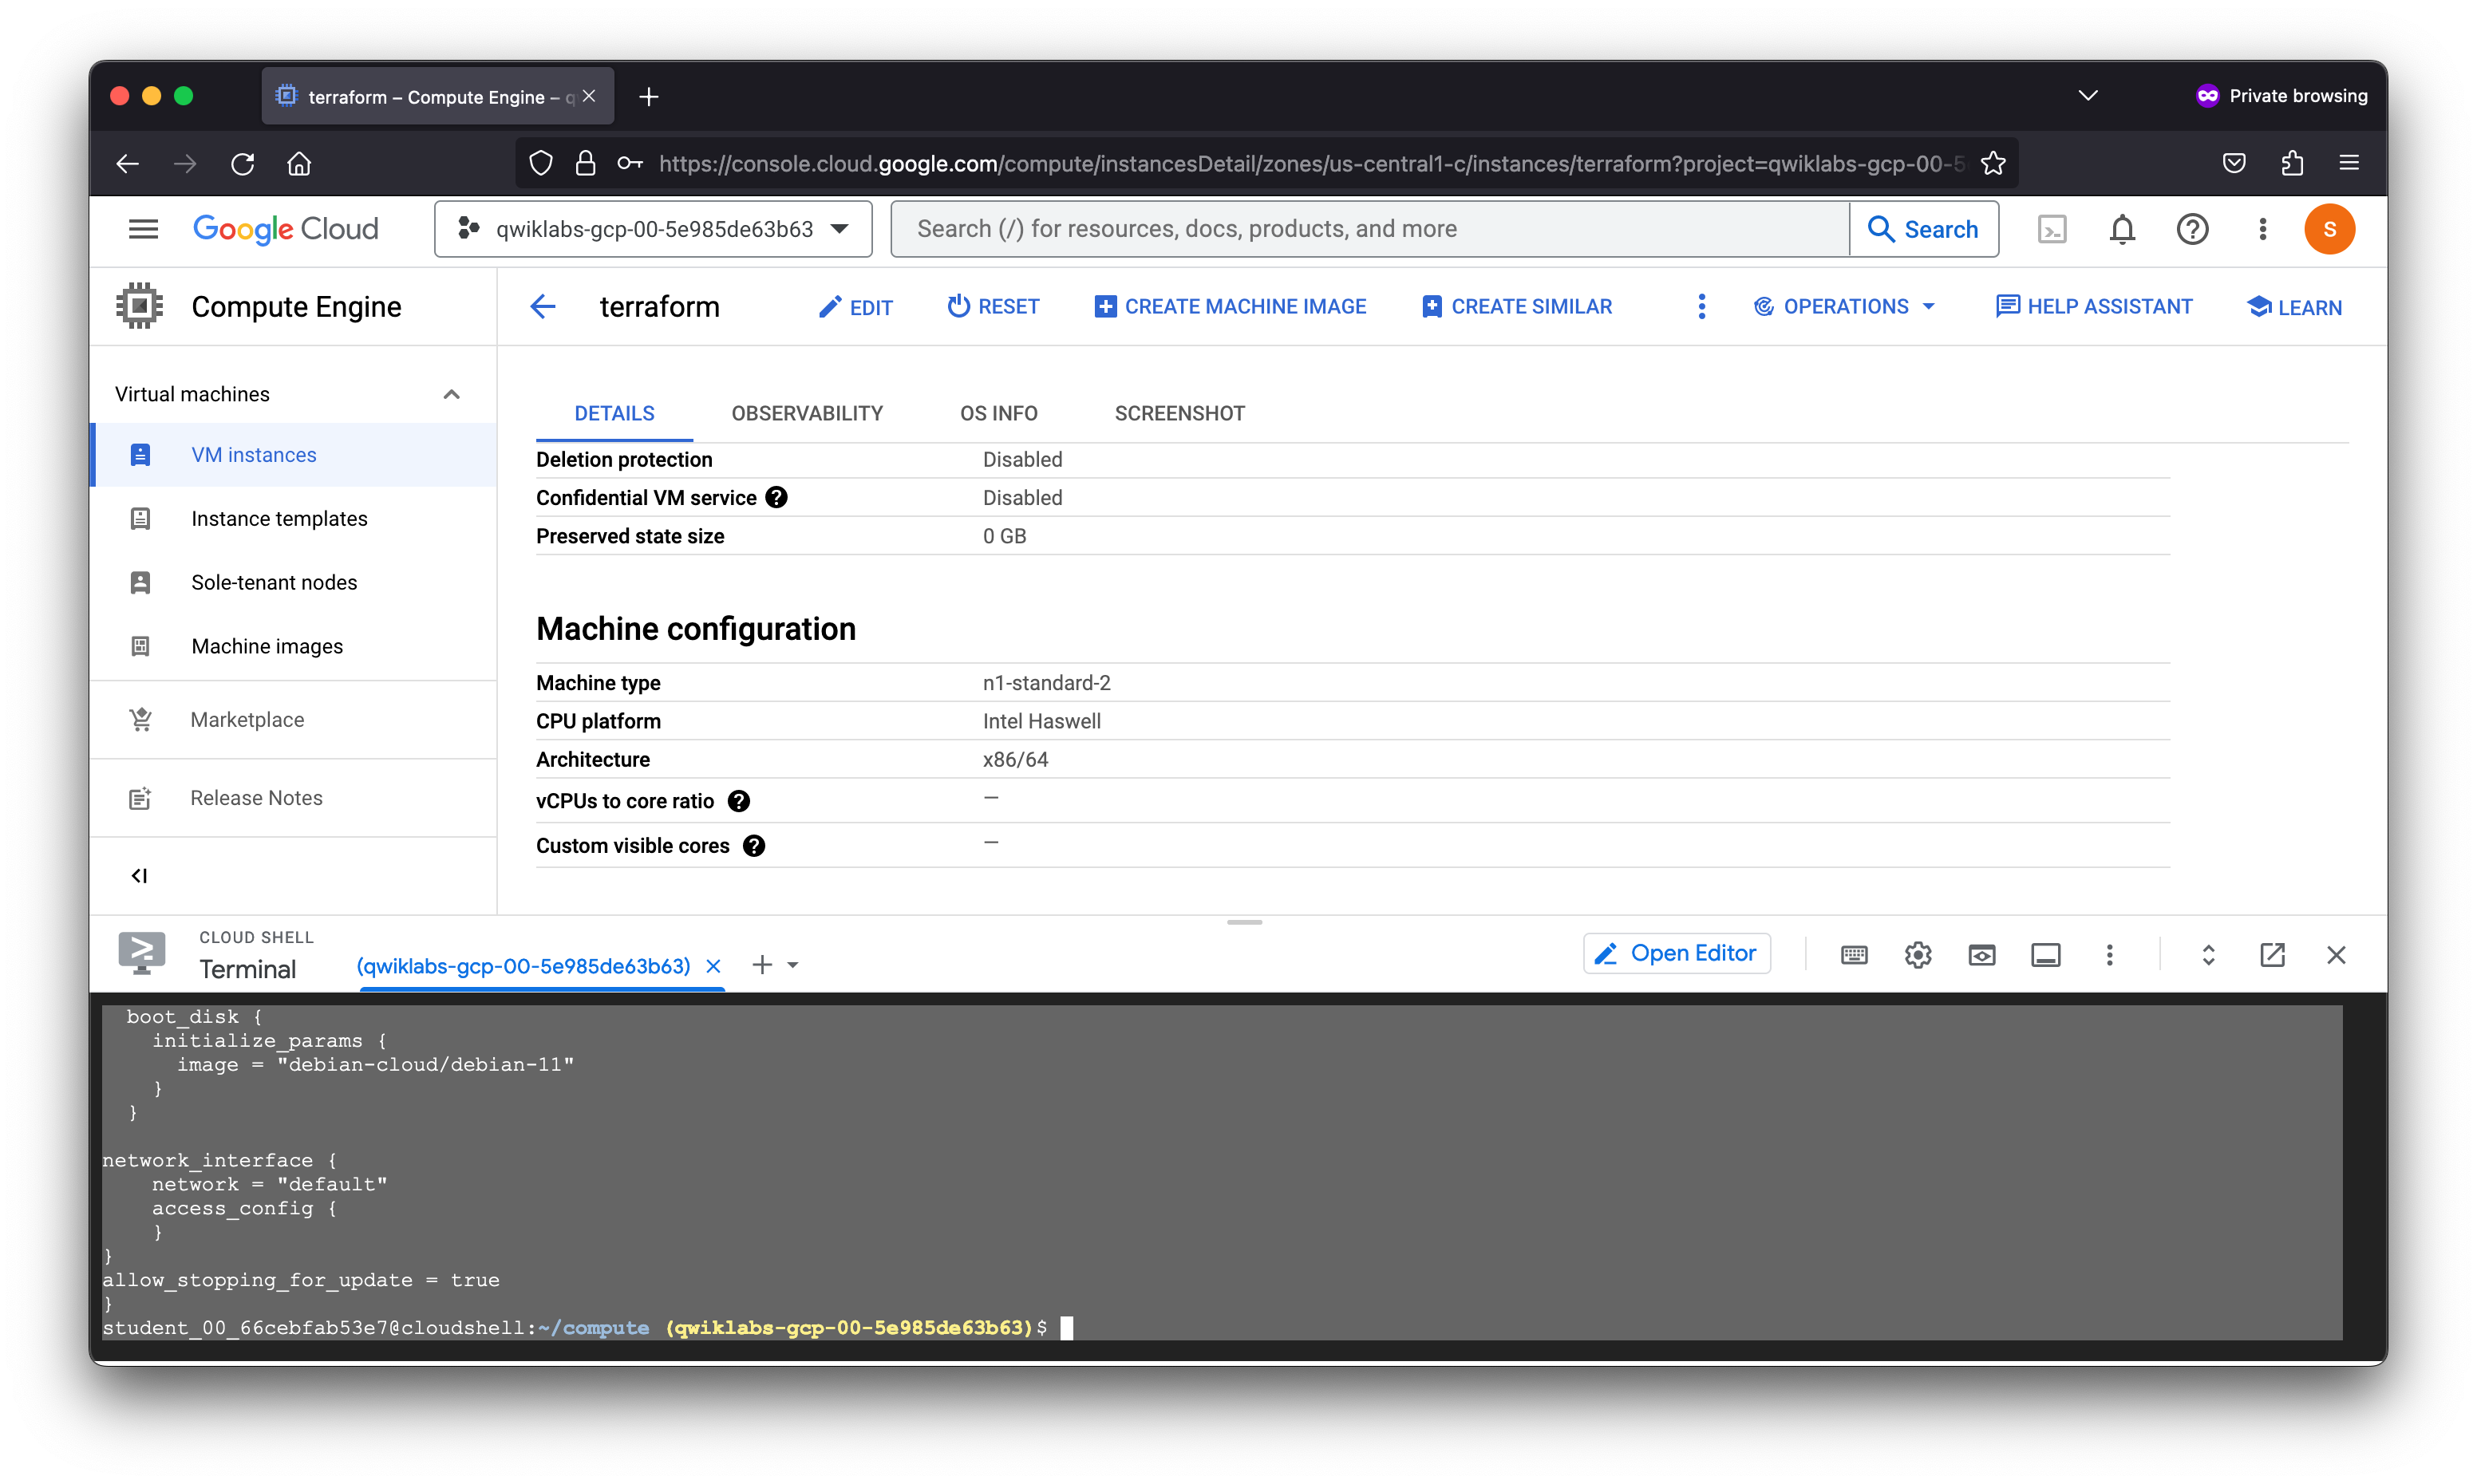 terraform – Compute Engine – q
Private browsing
https://console.cloud.google.com/compute/instancesDetail/zones/us-central1-c/instances/terraform?project=qwiklabs-gcp-00-5
Google Cloud
qwiklabs-gcp-00-5e985de63b63
Search (/) for resources, docs, products, and more
Search
S
Compute Engine
terraform
EDIT
RESET
CREATE MACHINE IMAGE
CREATE SIMILAR
OPERATIONS
HELP ASSISTANT
LEARN
Virtual machines
VM instances
Instance templates
Sole-tenant nodes
Machine images
Marketplace
Release Notes
DETAILS OBSERVABILITY OS INFO SCREENSHOT
Deletion protection Disabled
Confidential VM service Disabled
Preserved state size 0 GB
Machine configuration
Machine type n1-standard-2
CPU platform Intel Haswell
Architecture x86/64
vCPUs to core ratio —
Custom visible cores —
CLOUD SHELL
Terminal
(qwiklabs-gcp-00-5e985de63b63)
Open Editor
boot_disk {
initialize_params {
image = "debian-cloud/debian-11"
}
}
network_interface {
network = "default"
access_config {
}
}
allow_stopping_for_update = true
}
student_00_66cebfab53e7@cloudshell:~/compute (qwiklabs-gcp-00-5e985de63b63)$